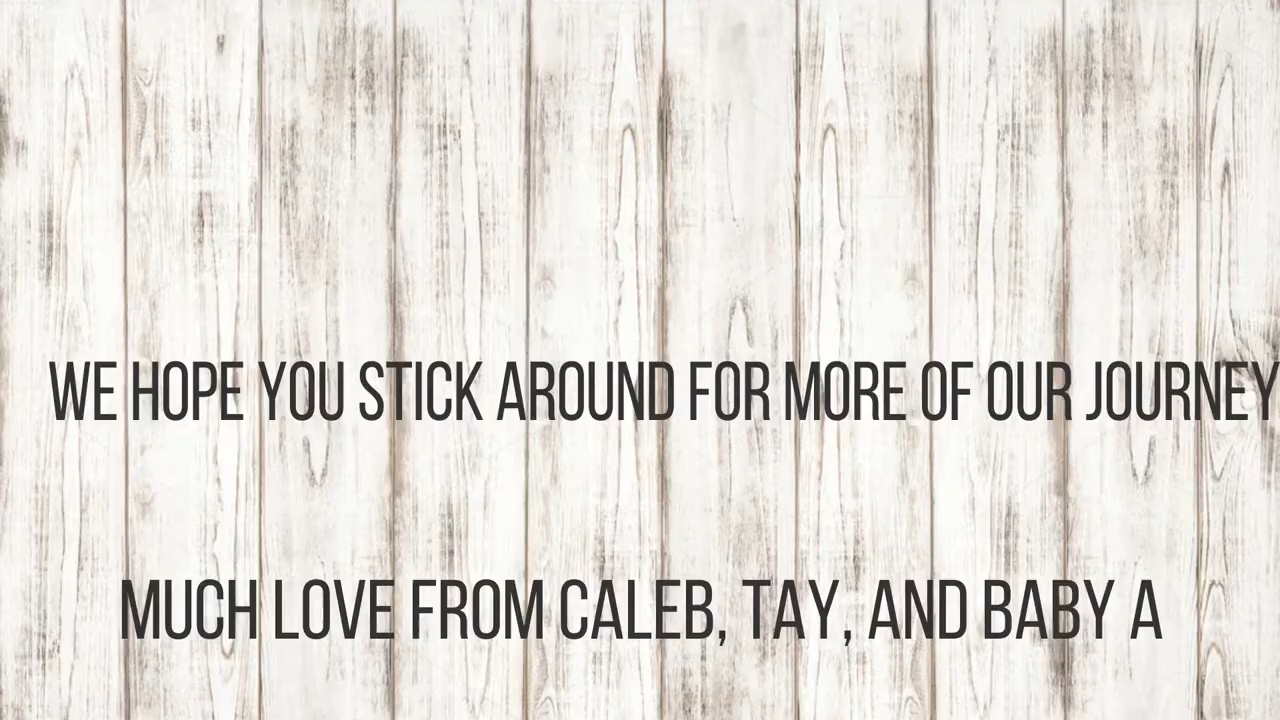 WE HOPE YOU STICK AROUND FOR MORE OF OUR JOURNEY
MUCH LOVE FROM CALEB, TAY, AND BABY A